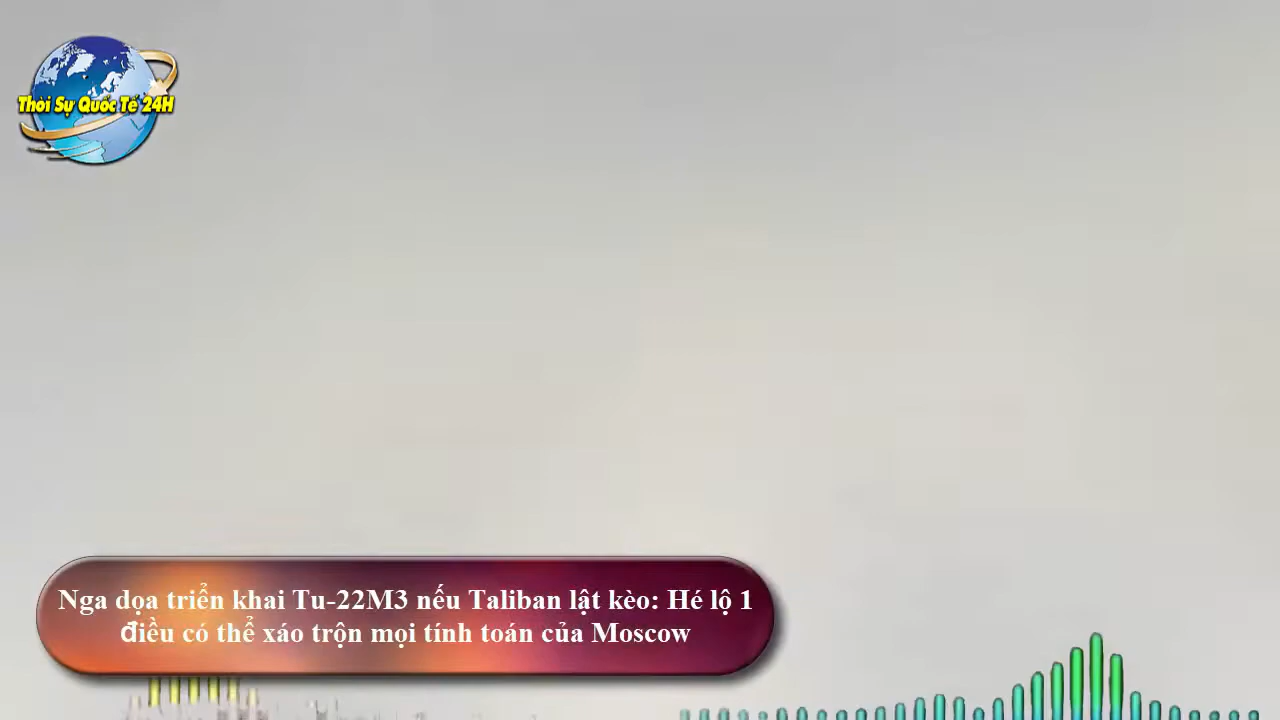 Thời Sự Quốc Tế 24H
Nga dọa triển khai Tu-22M3 nếu Taliban lật kèo: Hé lộ 1
điều có thể xáo trộn mọi tính toán của Moscow